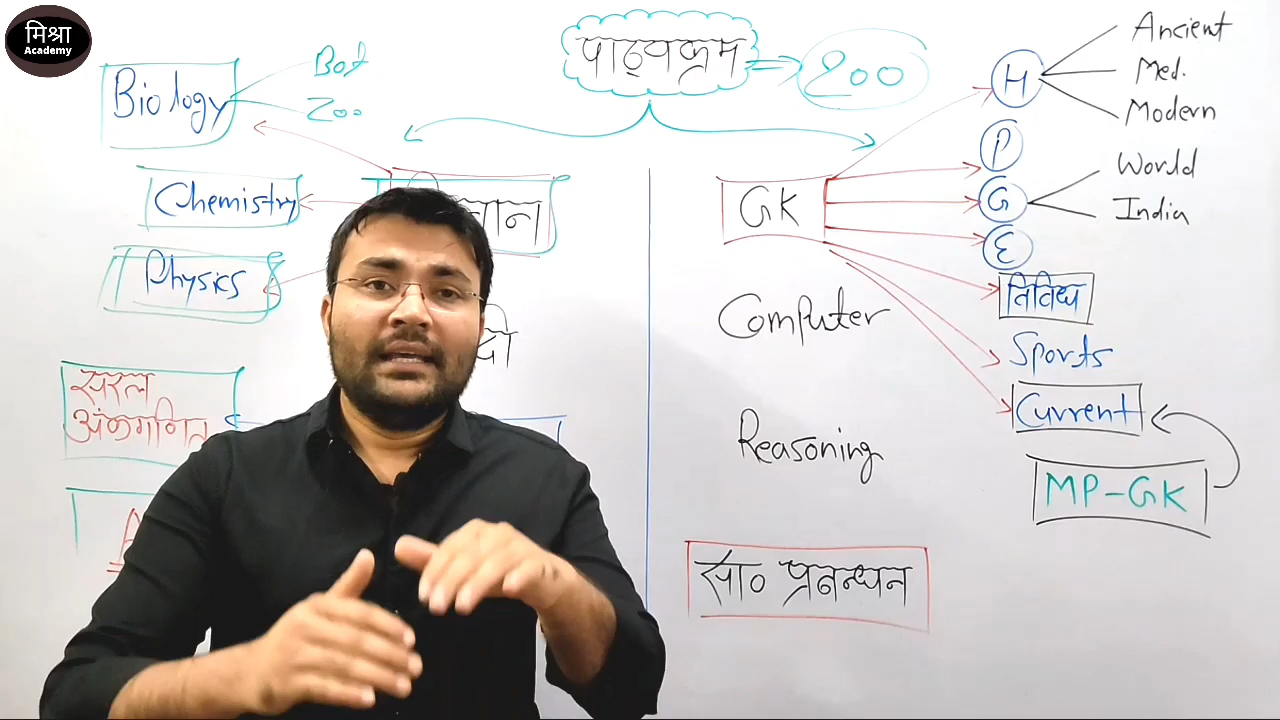 मिश्रा
Academy
पाठ्यक्रम
200
Biology
Bot
Zoo
Chemistry
Physics
सरल
अंकगणित
GK
Computer
Reasoning
सा० प्रबन्धन
H
Ancient
Med.
Modern
P
G
World
India
E
विविध
Sports
Current
MP-GK